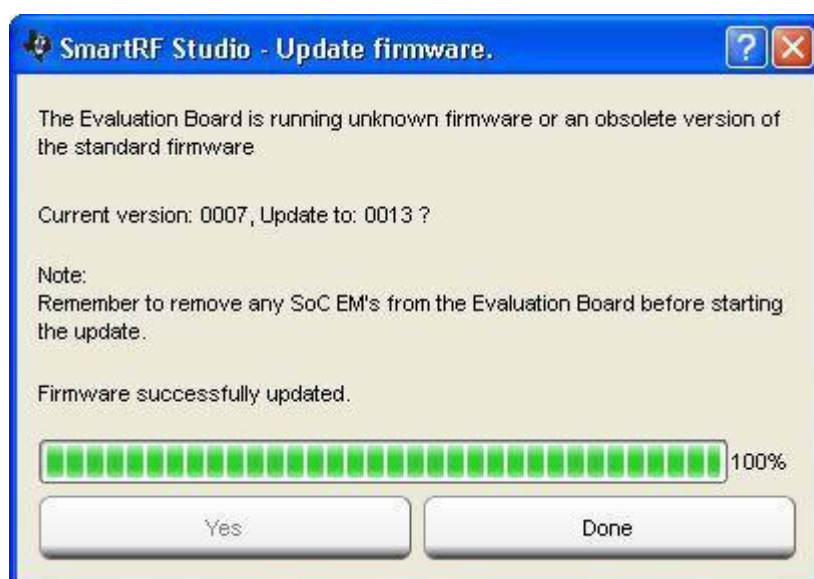 SmartRF Studio - Update firmware.
The Evaluation Board is running unknown firmware or an obsolete version of
the standard firmware
Current version: 0007, Update to: 0013 ?
Note:
Remember to remove any SoC EM's from the Evaluation Board before starting
the update.
Firmware successfully updated.
100%
Yes
Done